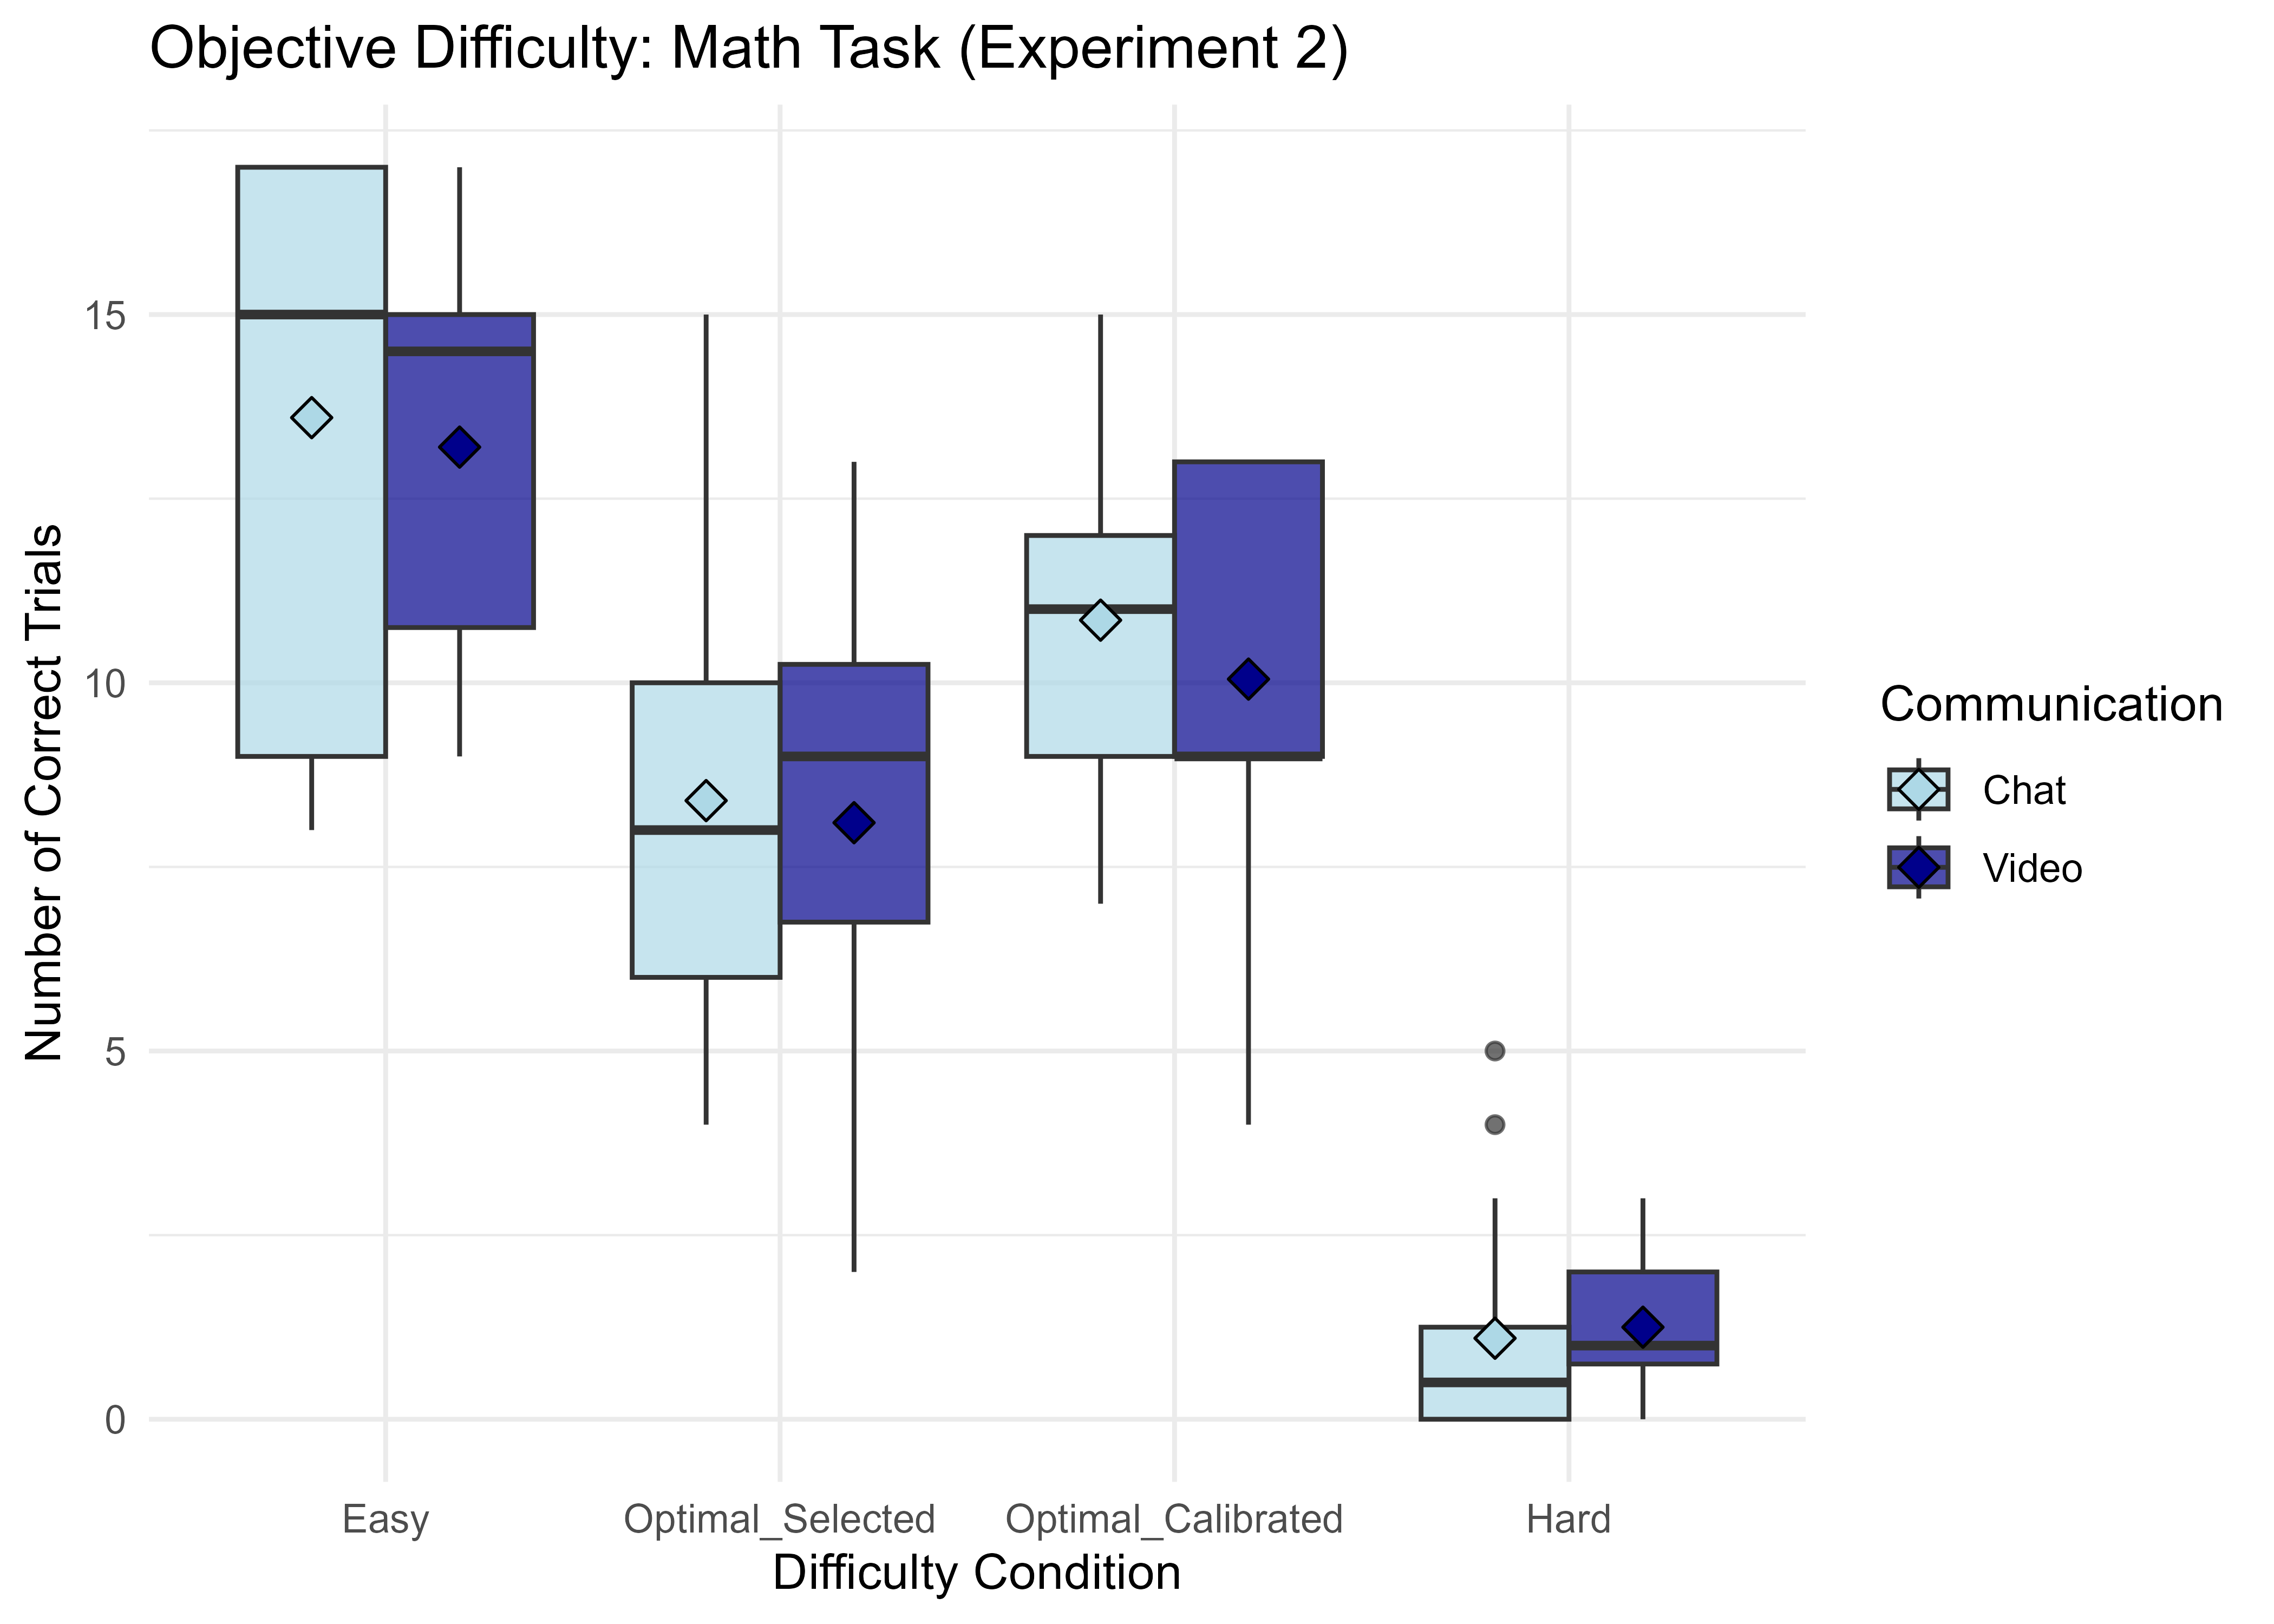 Objective Difficulty: Math Task (Experiment 2)
Number of Correct Trials
15
10
5
0
Easy
Optimal_Selected
Optimal_Calibrated
Hard
Difficulty Condition
Communication
Chat
Video